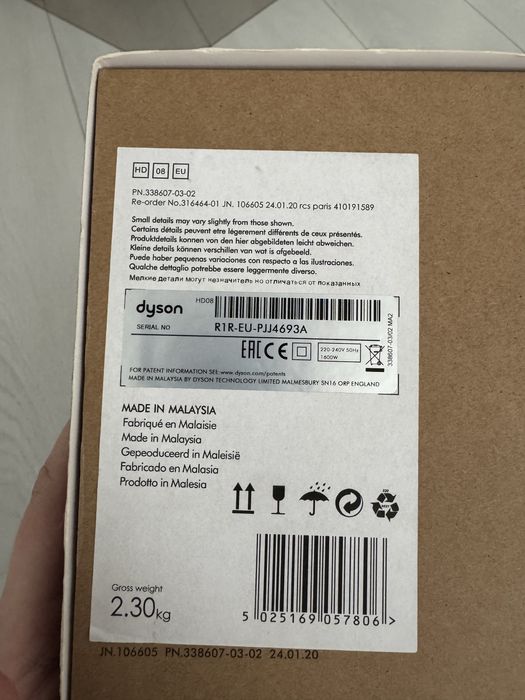 HD 08 EU
PN.338607-03-02
Re-order No.316464-01 JN. 106605 24.01.20 rcs paris 410191589
Small details may vary slightly from those shown.
Certains détails peuvent etre légerement différents de ceux présentés.
Produktdetails konnen von den hier abgebildeten leicht abweichen.
Kleine details können verschillen van wat is afgebeeld.
Puede haber pequenas variaciones con respecto a las ilustraciones.
Qualche dettaglio potrebbe essere leggermente diverso.
Мелкие детали могут незначитель но отличаться от показанных
dyson
HD08
SERIAL NO
R1R-EU-PJJ4693A
EAC CE
220-240V 50Hz
1600W
338607-03/02 MA2
FOR PATENT INFORMATION SEE: www.dyson.com/patents
MADE IN MALAYSIA BY DYSON TECHNOLOGY LIMITED MALMESBURY SN16 ORP ENGLAND
MADE IN MALAYSIA
Fabriqué en Malaisie
Made in Malaysia
Gepeoduceerd in Maleisië
Fabricado en Malasia
Prodotto in Malesia
Gross weight
2.30kg
5 025169 057806 >
JN.106605 PN.338607-03-02 24.01.20